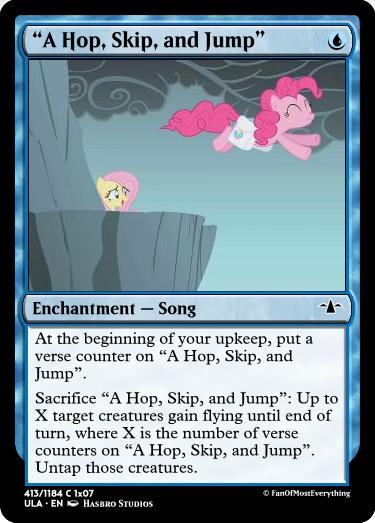 “A Hop, Skip, and Jump”
Enchantment — Song
At the beginning of your upkeep, put a
verse counter on “A Hop, Skip, and
Jump”.
Sacrifice “A Hop, Skip, and Jump”: Up to
X target creatures gain flying until end of
turn, where X is the number of verse
counters on “A Hop, Skip, and Jump”.
Untap those creatures.
413/1184 C 1x07
ULA • EN HASBRO STUDIOS
© FanOfMostEverything